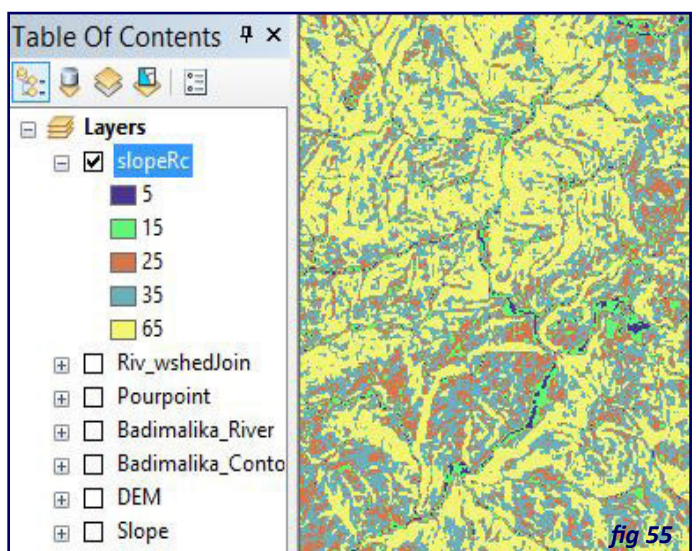 Table Of Contents
Layers
slopeRc
5
15
25
35
65
Riv_wshedJoin
Pourpoint
Badimalika_River
Badimalika_Conto
DEM
Slope
fig 55